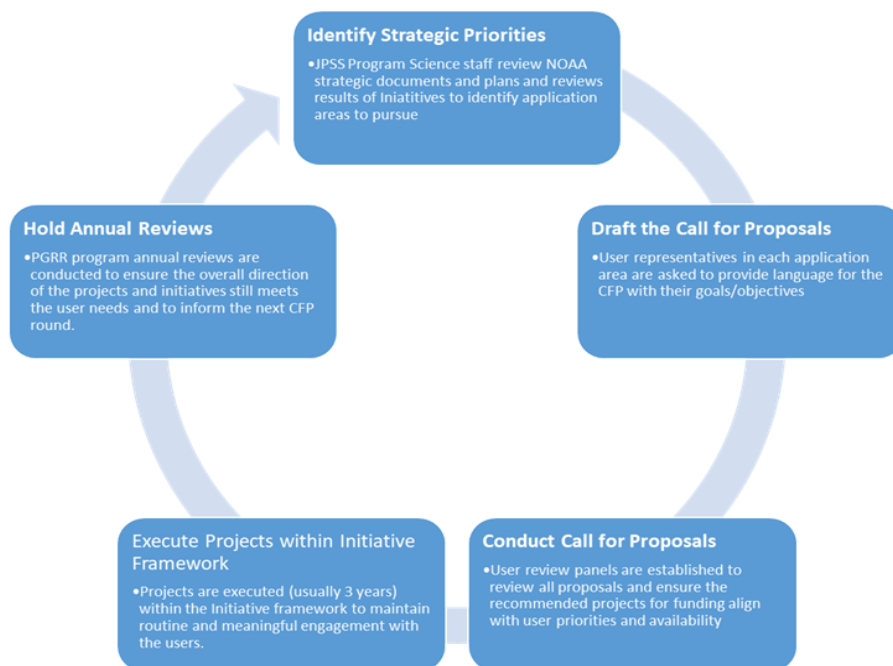 Identify Strategic Priorities
•JPSS Program Science staff review NOAA
strategic documents and plans and reviews
results of Iniatitives to identify application
areas to pursue
Draft the Call for Proposals
•User representatives in each application
area are asked to provide language for the
CFP with their goals/objectives
Conduct Call for Proposals
•User review panels are established to
review all proposals and ensure the
recommended projects for funding align
with user priorities and availability
Execute Projects within Initiative
Framework
•Projects are executed (usually 3 years)
within the Initiative framework to maintain
routine and meaningful engagement with
the users.
Hold Annual Reviews
•PGRR program annual reviews are
conducted to ensure the overall direction
of the projects and initiatives still meets
the user needs and to inform the next CFP
round.